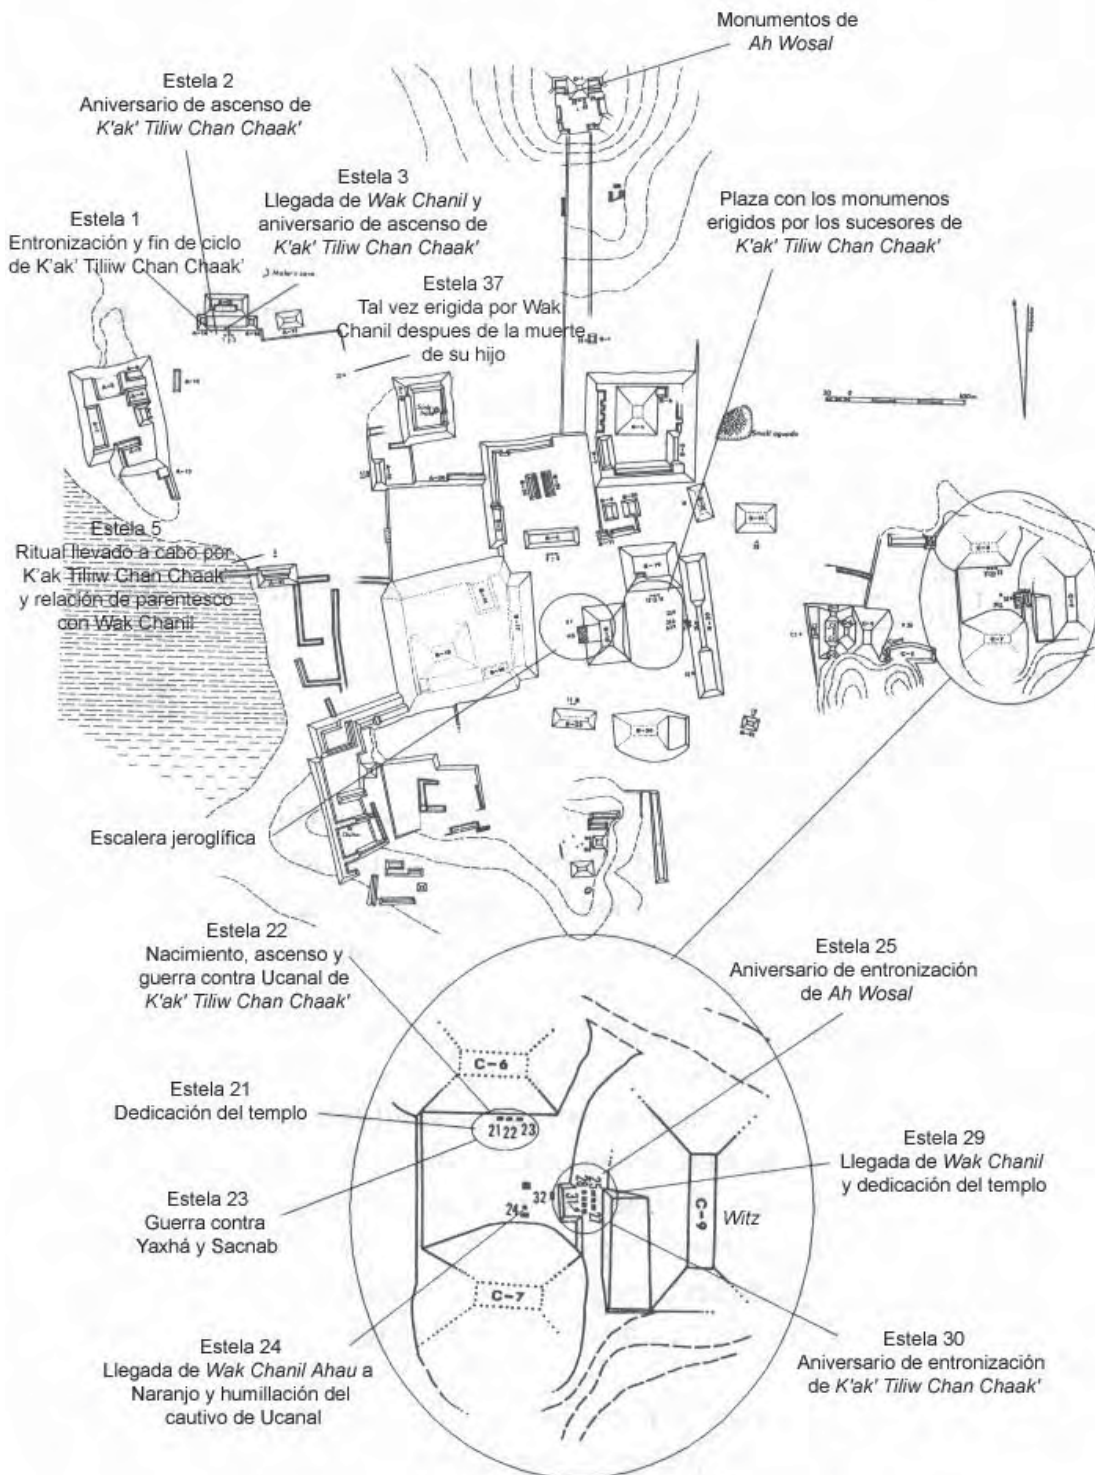 Monumentos de
Ah Wosal
Estela 2
Aniversario de ascenso de
K'ak' Tiliw Chan Chaak'
Estela 3
Llegada de Wak Chanil y
aniversario de ascenso de
K'ak' Tiliw Chan Chaak'
Plaza con los monumenos
erigidos por los sucesores de
K'ak' Tiliw Chan Chaak'
Estela 1
Entronización y fin de ciclo
de K'ak' Tiliiw Chan Chaak'
Estela 37
Tal vez erigida por Wak
Chanil despues de la muerte
de su hijo
Small aguada
Estela 5
Ritual llevado a cabo por
K'ak Tiliiw Chan Chaak'
y relación de parentesco
con Wak Chanil
Escalera jeroglífica
Estela 22
Nacimiento, ascenso y
guerra contra Ucanal de
K'ak' Tiliw Chan Chaak'
Estela 25
Aniversario de entronización
de Ah Wosal
C-6
Estela 21
Dedicación del templo
21 22 23
Estela 29
Llegada de Wak Chanil
y dedicación del templo
Estela 23
Guerra contra
Yaxhá y Sacnab
32
24
31
C-9
Witz
C-7
Estela 24
Llegada de Wak Chanil Ahau a
Naranjo y humillación del
cautivo de Ucanal
Estela 30
Aniversario de entronización
de K'ak' Tiliw Chan Chaak'